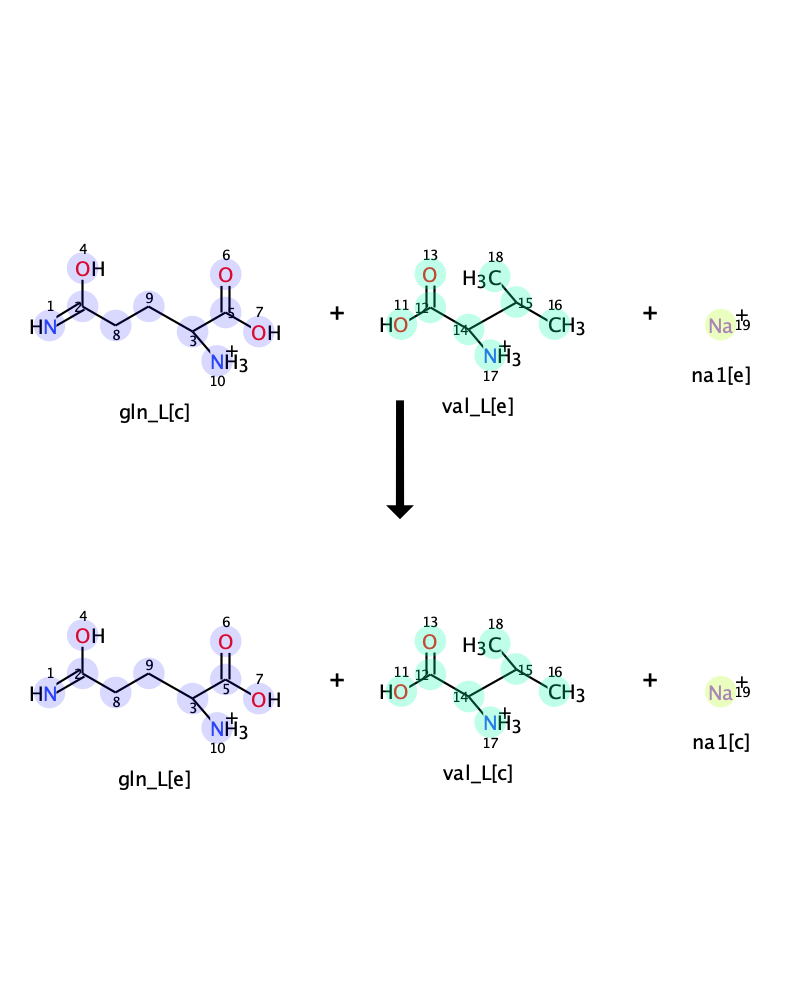 4
OH
1
HN
2
8
9
3
5
6
O
7
OH
NH3
+
10
gln_L[c]
+
13
O
11
HO
12
14
18
H3C
15
16
CH3
NH3
+
17
val_L[e]
+
Na
+
19
na1[e]
4
OH
1
HN
2
8
9
3
5
6
O
7
OH
NH3
+
10
gln_L[e]
+
13
O
11
HO
12
14
18
H3C
15
16
CH3
NH3
+
17
val_L[c]
+
Na
+
19
na1[c]